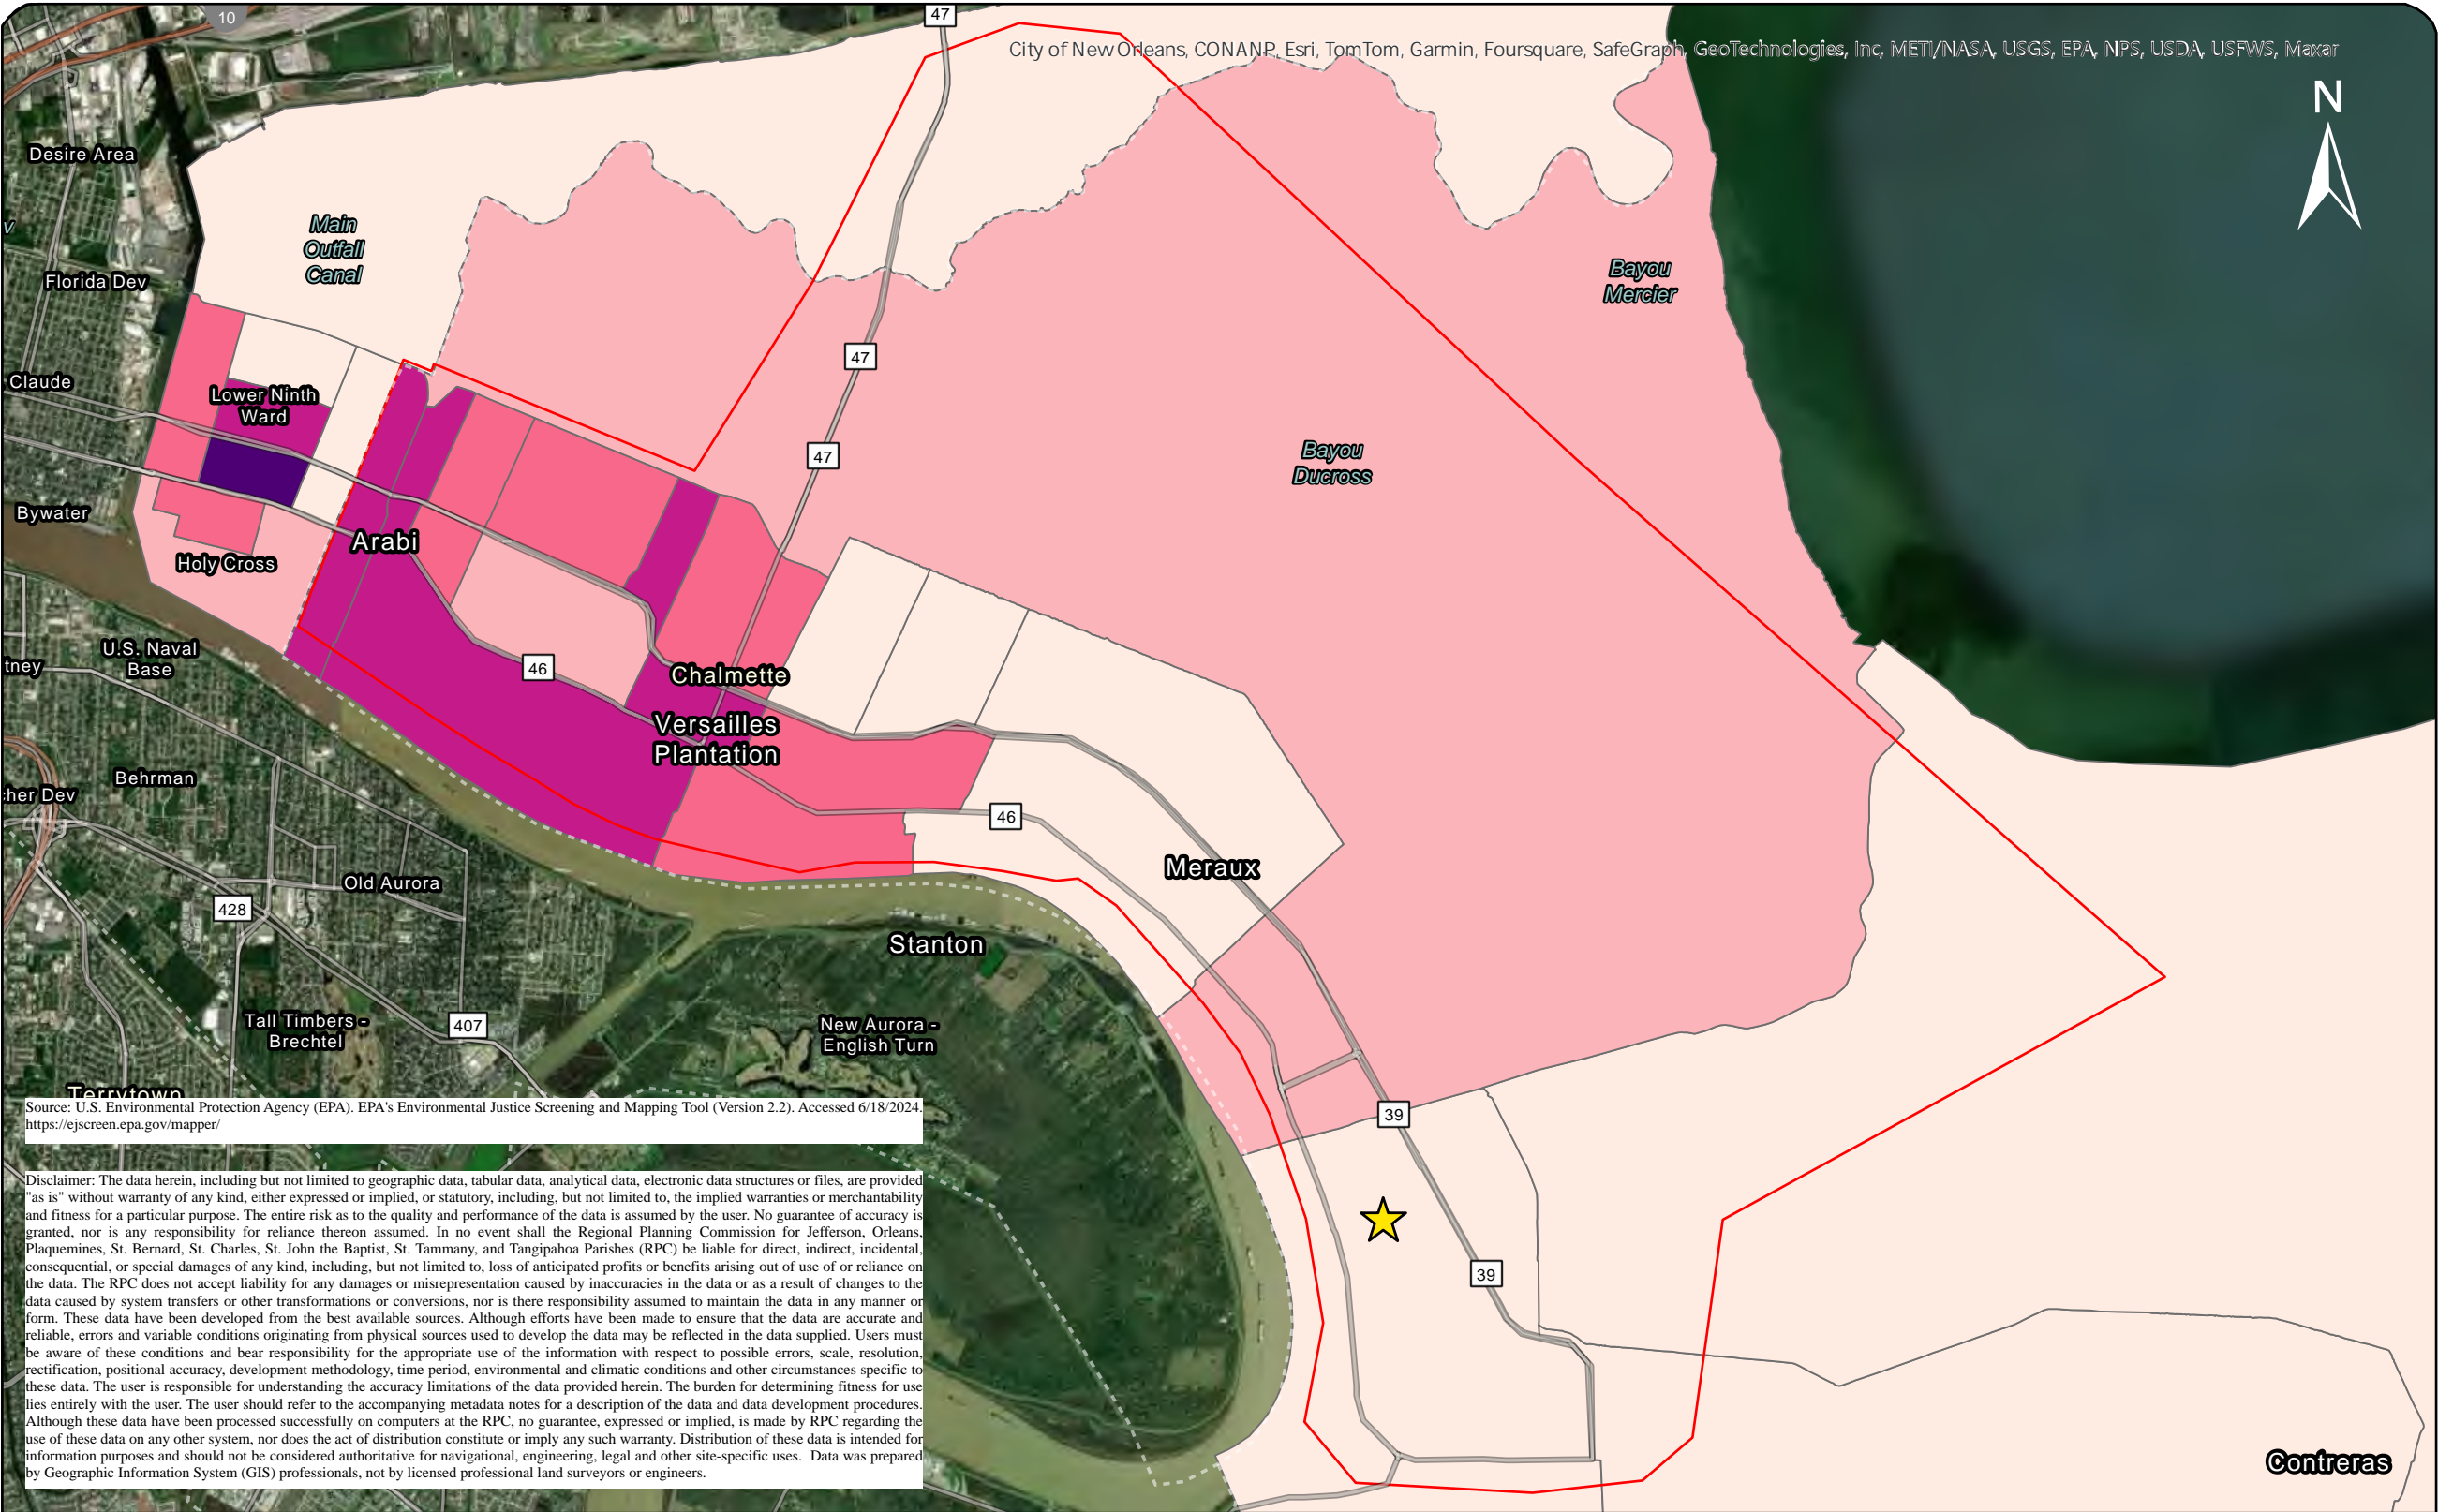 10
47
City of New Orleans, CONANP, Esri, TomTom, Garmin, Foursquare, SafeGraph, GeoTechnologies, Inc, METI/NASA, USGS, EPA, NPS, USDA, USFWS, Maxar
N
Desire Area
Main
Outfall
Canal
v
Florida Dev
Bayou
Mercier
47
Claude
Lower Ninth
Ward
47
Bayou
Ducross
Bywater
Arabi
Holy Cross
U.S. Naval
Base
tney
46
Chalmette
Versailles
Plantation
Behrman
cher Dev
46
Meraux
Old Aurora
428
Stanton
Tall Timbers -
Brechtel
407
New Aurora -
English Turn
Terrytown
39
39
Contreras
Source: U.S. Environmental Protection Agency (EPA). EPA's Environmental Justice Screening and Mapping Tool (Version 2.2). Accessed 6/18/2024.
https://ejscreen.epa.gov/mapper/
Disclaimer: The data herein, including but not limited to geographic data, tabular data, analytical data, electronic data structures or files, are provided
"as is" without warranty of any kind, either expressed or implied, or statutory, including, but not limited to, the implied warranties or merchantability
and fitness for a particular purpose. The entire risk as to the quality and performance of the data is assumed by the user. No guarantee of accuracy is
granted, nor is any responsibility for reliance thereon assumed. In no event shall the Regional Planning Commission for Jefferson, Orleans,
Plaquemines, St. Bernard, St. Charles, St. John the Baptist, St. Tammany, and Tangipahoa Parishes (RPC) be liable for direct, indirect, incidental,
consequential, or special damages of any kind, including, but not limited to, loss of anticipated profits or benefits arising out of use of or reliance on
the data. The RPC does not accept liability for any damages or misrepresentation caused by inaccuracies in the data or as a result of changes to the
data caused by system transfers or other transformations or conversions, nor is there responsibility assumed to maintain the data in any manner or
form. These data have been developed from the best available sources. Although efforts have been made to ensure that the data are accurate and
reliable, errors and variable conditions originating from physical sources used to develop the data may be reflected in the data supplied. Users must
be aware of these conditions and bear responsibility for the appropriate use of the information with respect to possible errors, scale, resolution,
rectification, positional accuracy, development methodology, time period, environmental and climatic conditions and other circumstances specific to
these data. The user is responsible for understanding the accuracy limitations of the data provided herein. The burden for determining fitness for use
lies entirely with the user. The user should refer to the accompanying metadata notes for a description of the data and data development procedures.
Although these data have been processed successfully on computers at the RPC, no guarantee, expressed or implied, is made by RPC regarding the
use of these data on any other system, nor does the act of distribution constitute or imply any such warranty. Distribution of these data is intended for
information purposes and should not be considered authoritative for navigational, engineering, legal and other site-specific uses. Data was prepared
by Geographic Information System (GIS) professionals, not by licensed professional land surveyors or engineers.